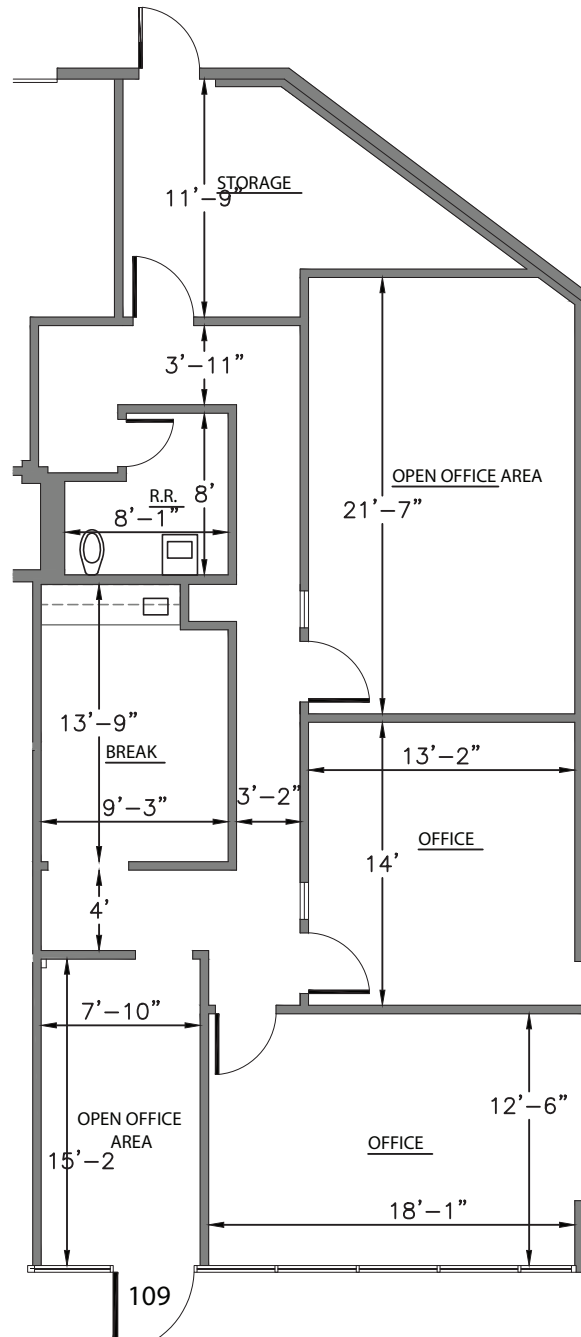 STORAGE
11’-9”
3’-11”
OPEN OFFICE AREA
R.R.
8’
8’-1”
21’-7”
13’-9”
BREAK
13’-2”
9’-3”
3’-2”
OFFICE
14’
4’
7’-10”
12’-6”
OPEN OFFICE
AREA
15’-2
OFFICE
18’-1”
109